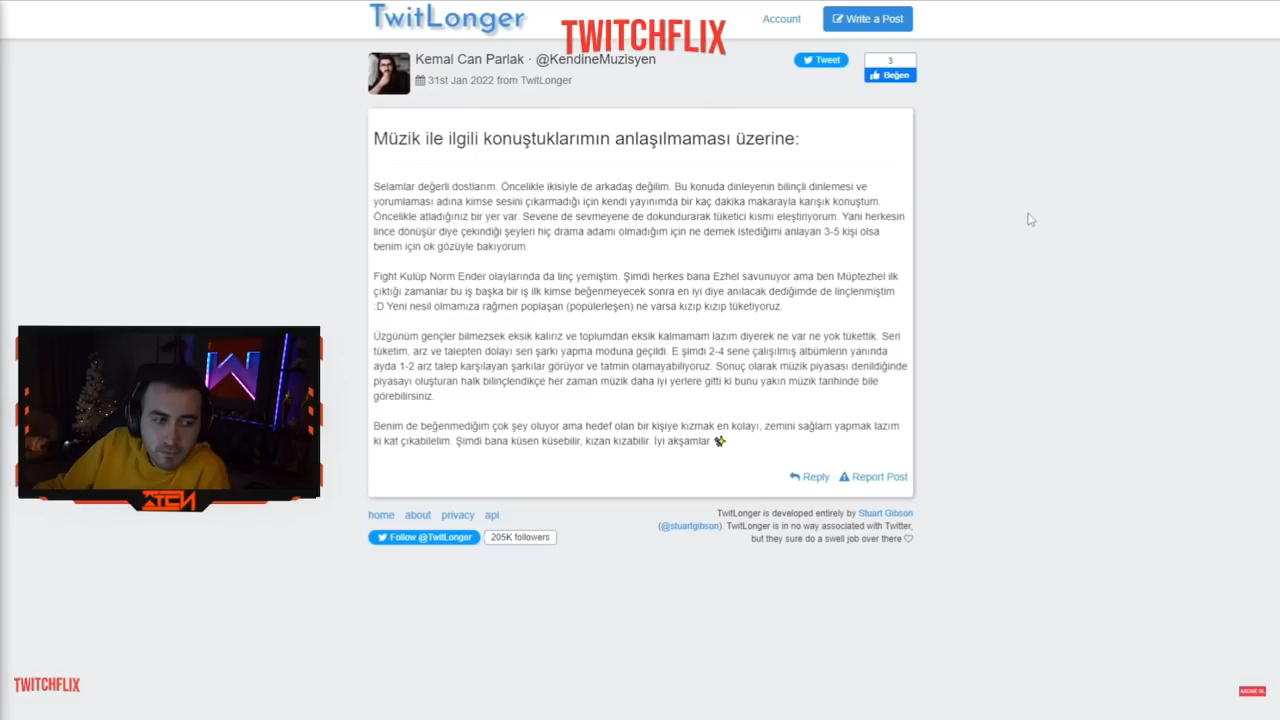 TwitLonger
TWITCHFLIX
Account
Write a Post
Kemal Can Parlak · @KendineMuzisyen
31st Jan 2022 from TwitLonger
Tweet
3
Beğen
Müzik ile ilgili konuştuklarımın anlaşılmaması üzerine:
Selamlar değerli dostlarım. Öncelikle ikisiyle de arkadaş değilim. Bu konuda dinleyenin bilinçli dinlemesi ve
yorumlaması adına kimse sesini çıkarmadığı için kendi yayınımda bir kaç dakika makarayla karışık konuştum.
Öncelikle atladığınız bir yer var. Sevene de sevmeyene de dokundurarak tüketici kısmı eleştiriyorum. Yani herkesin
lince dönüşür diye çekindiği şeyleri hiç drama adamı olmadığım için ne demek istediğimi anlayan 3-5 kişi olsa
benim için ok gözüyle bakıyorum.
Fight Kulüp Norm Ender olaylarında da linç yemiştim. Şimdi herkes bana Ezhel savunuyor ama ben Müptezhel ilk
çıktığı zamanlar bu iş başka bir iş ilk kimse beğenmeyecek sonra en iyi diye anılacak dediğimde de linçlenmiştim
:D Yeni nesil olmamıza rağmen poplaşan (popülerleşen) ne varsa kızıp kızıp tüketiyoruz.
Üzgünüm gençler bilmezsek eksik kalırız ve toplumdan eksik kalmamam lazım diyerek ne var ne yok tükettik. Seri
tüketim, arz ve talepten dolayı seri şarkı yapma moduna geçildi. E şimdi 2-4 sene çalışılmış albümlerin yanında
ayda 1-2 arz talep karşılayan şarkılar görüyor ve tatmin olamayabiliyoruz. Sonuç olarak müzik piyasası denildiğinde
piyasayı oluşturan halk bilinçlendikçe her zaman müzik daha iyi yerlere gitti ki bunu yakın müzik tarihinde bile
görebilirsiniz.
Benim de beğenmediğim çok şey oluyor ama hedef olan bir kişiye kızmak en kolayı, zemini sağlam yapmak lazım
ki kat çıkabilelim. Şimdi bana küsen küsebilir, kızan kızabilir. İyi akşamlar
Reply · Report Post
home about privacy api
Follow @TwitLonger
205K followers
TwitLonger is developed entirely by Stuart Gibson
(@stuartgibson). TwitLonger is in no way associated with Twitter,
but they sure do a swell job over there
TWITCHFLIX
ABONE OL